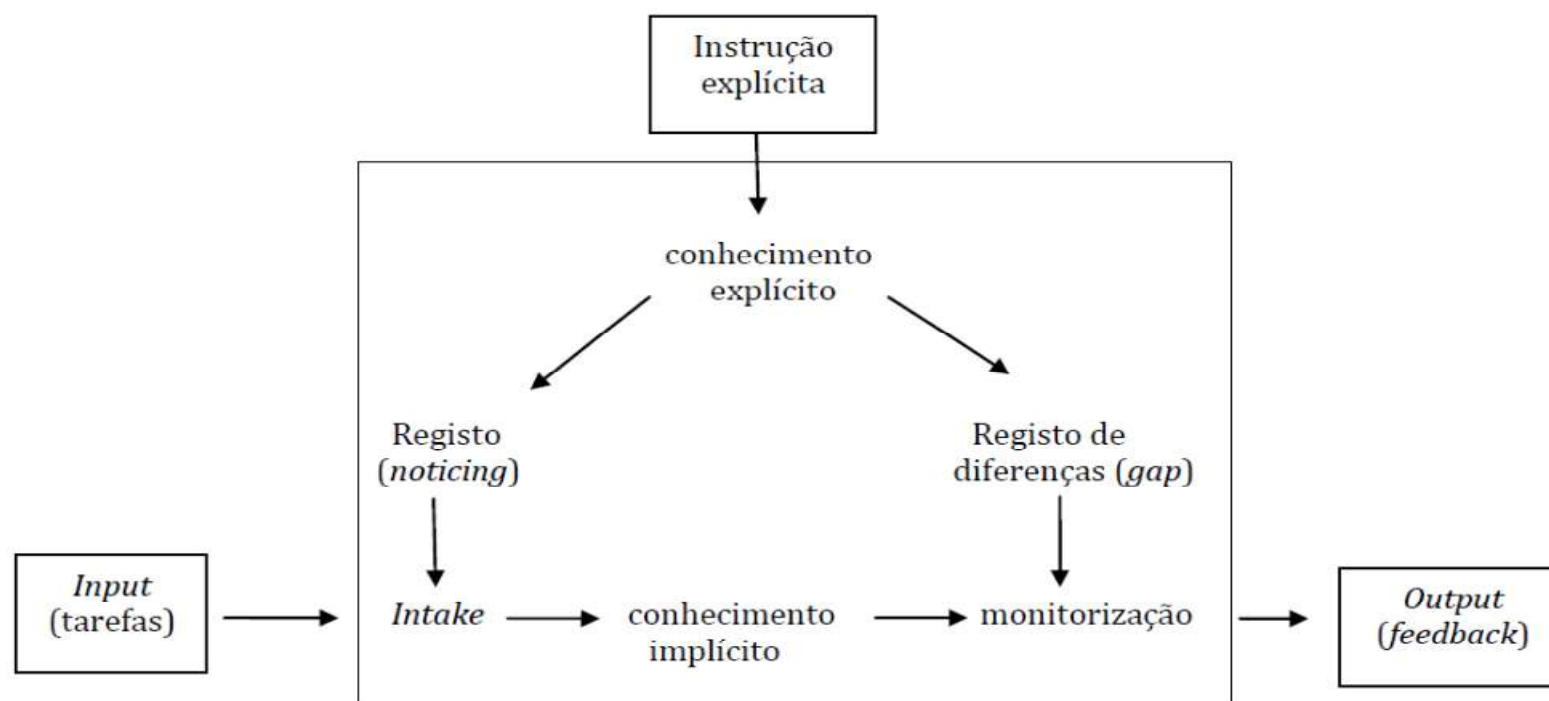 Instrução
explícita
conhecimento
explícito
Registo
(noticing)
Registo de
diferenças (gap)
Input
(tarefas)
Intake
conhecimento
implícito
monitorização
Output
(feedback)